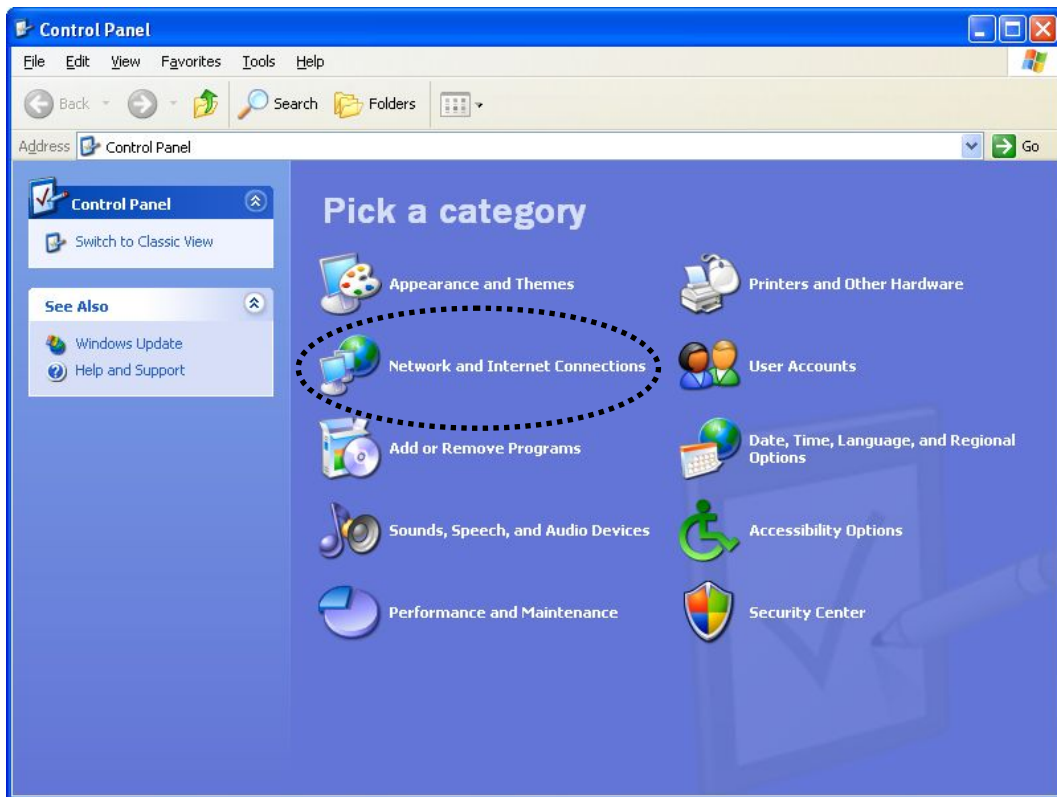 Control Panel
File Edit View Favorites Tools Help
Back Search Folders
Address Control Panel Go
Control Panel
Switch to Classic View
See Also
Windows Update
Help and Support
Pick a category
Appearance and Themes
Printers and Other Hardware
Network and Internet Connections
User Accounts
Add or Remove Programs
Date, Time, Language, and Regional
Options
Sounds, Speech, and Audio Devices
Accessibility Options
Performance and Maintenance
Security Center